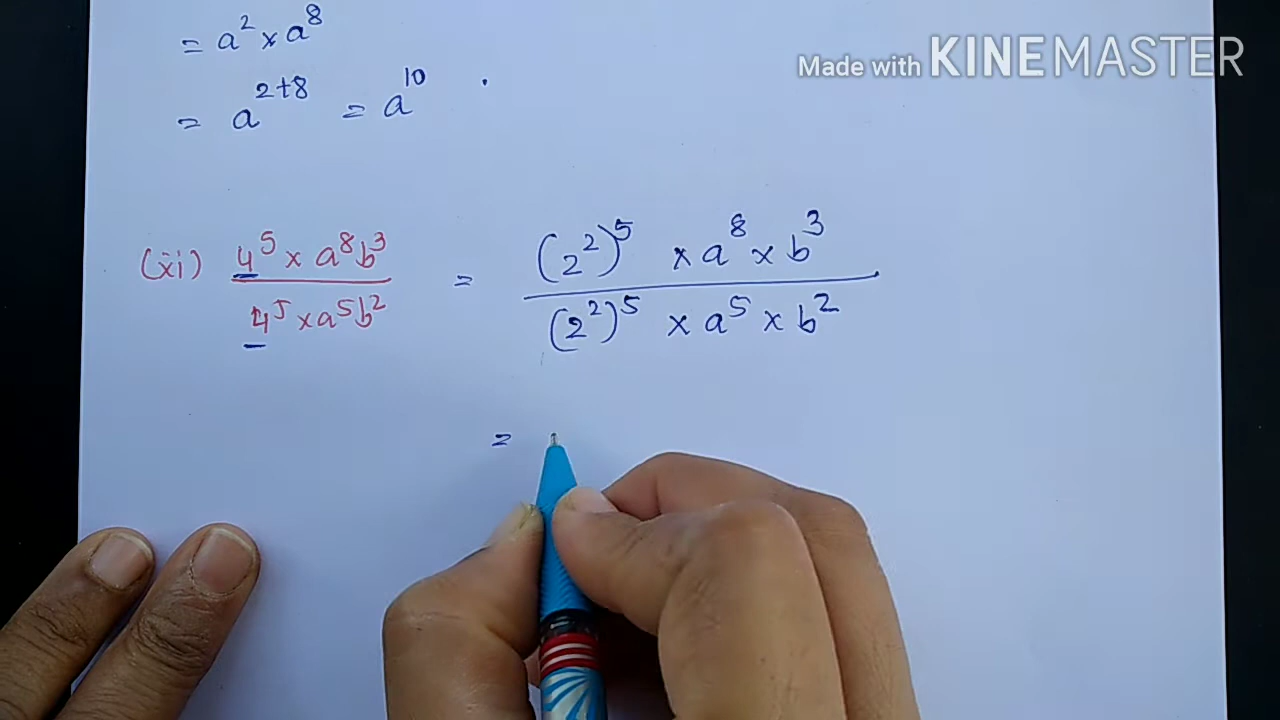 = a² × a⁸
Made with KINEMASTER
= a²⁺⁸ = a¹⁰ .
(xi) 4⁵ × a⁸b³ / 4⁵ × a⁵b² = (2²)⁵ × a⁸ × b³ / (2²)⁵ × a⁵ × b²
=